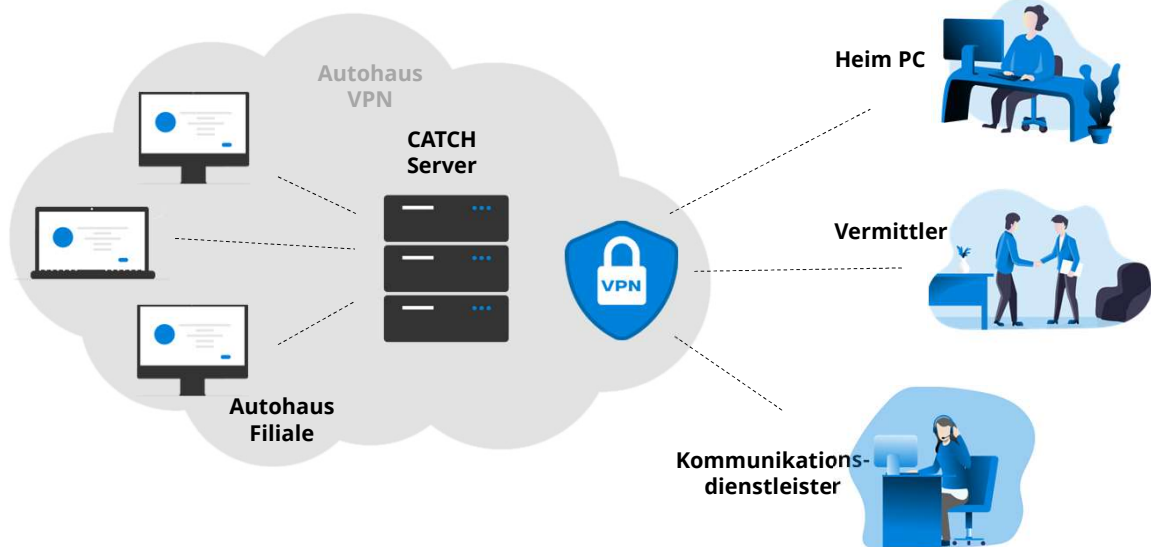 Autohaus
VPN
CATCH
Server
VPN
Autohaus
Filiale
Heim PC
Vermittler
Kommunikations-
dienstleister